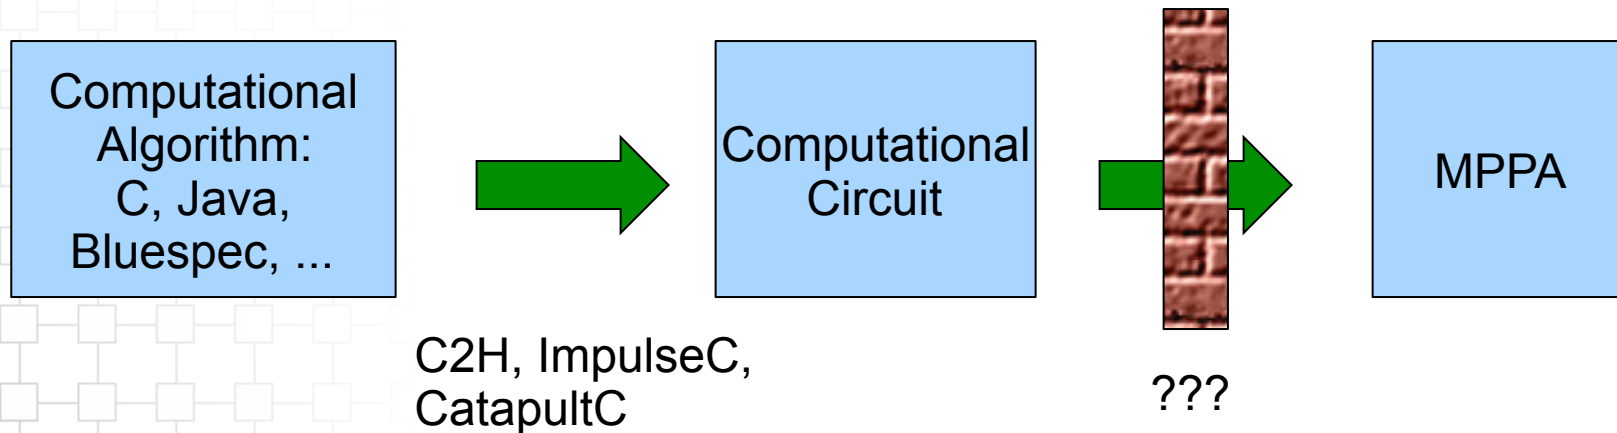 Computational
Algorithm:
C, Java,
Bluespec, ...
C2H, ImpulseC,
CatapultC
Computational
Circuit
???
MPPA